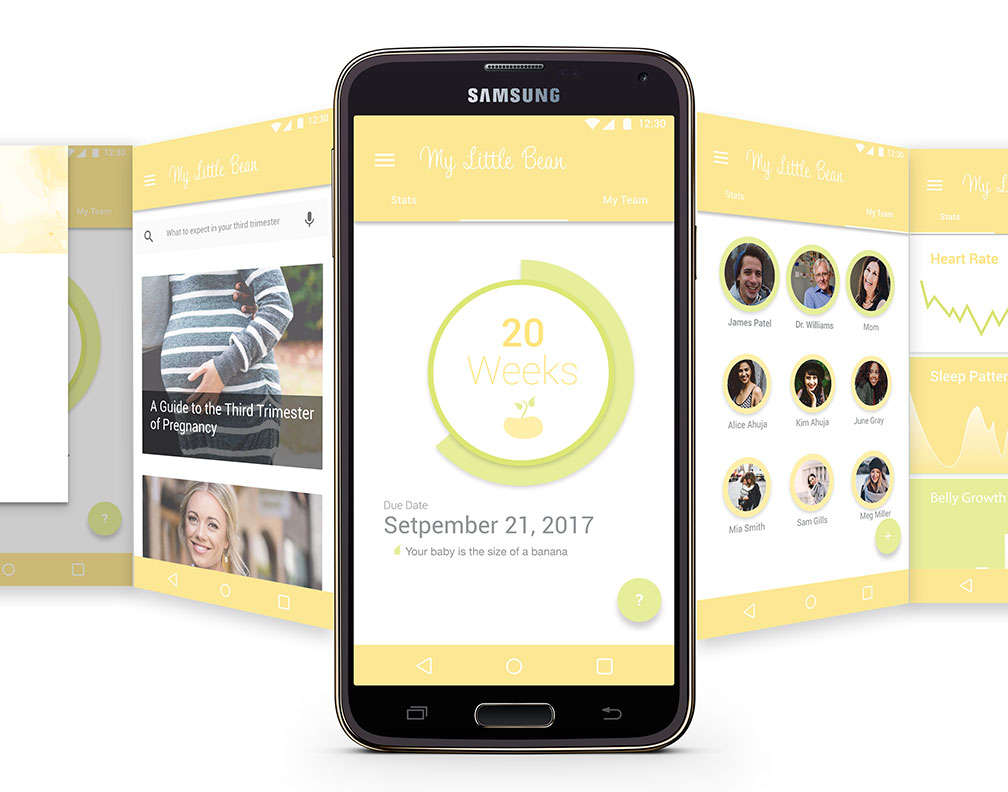 12:30
My Team
?
12:30
My Little Bean
What to expect in your third trimester
A Guide to the Third Trimester
of Pregnancy
SAMSUNG
12:30
My Little Bean
Stats
My Team
20
Weeks
Due Date
Setpember 21, 2017
Your baby is the size of a banana
?
12:30
My Little Bean
Stats
My Team
James Patel
Dr. Williams
Mom
Alice Ahuja
Kim Ahuja
June Gray
Mia Smith
Sam Gills
Meg Miller
+
My
Stats
Heart Rate
Sleep Patter
Belly Growth